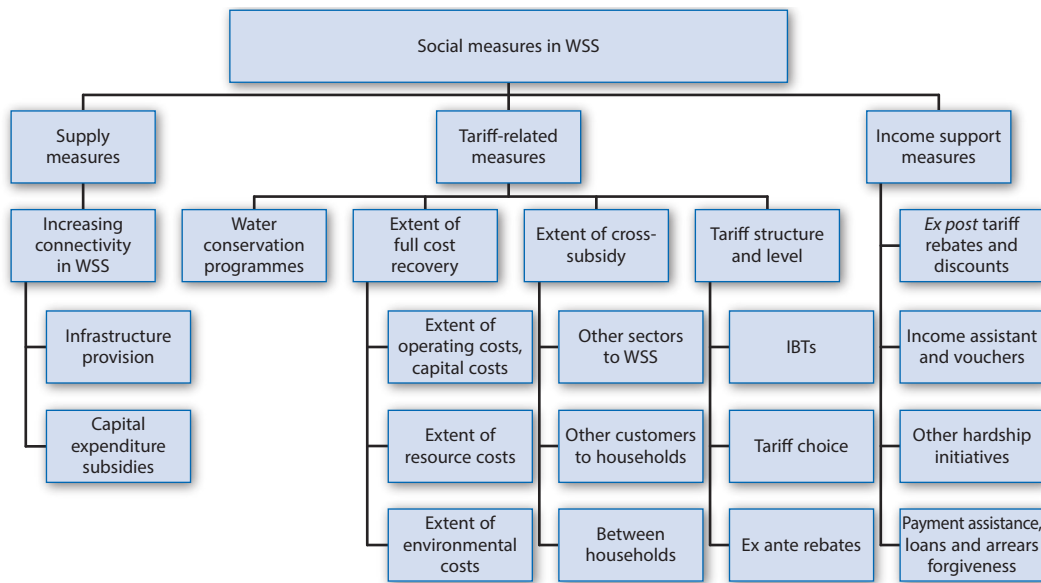 Social measures in WSS
Supply
measures
Tariff-related
measures
Income support
measures
Increasing
connectivity
in WSS
Water
conservation
programmes
Extent of
full cost
recovery
Extent of cross-
subsidy
Tariff structure
and level
Ex post tariff
rebates and
discounts
Infrastructure
provision
Extent of
operating costs,
capital costs
Other sectors
to WSS
IBTs
Income assistant
and vouchers
Capital
expenditure
subsidies
Extent of
resource costs
Other customers
to households
Tariff choice
Other hardship
initiatives
Extent of
environmental
costs
Between
households
Ex ante rebates
Payment assistance,
loans and arrears
forgiveness